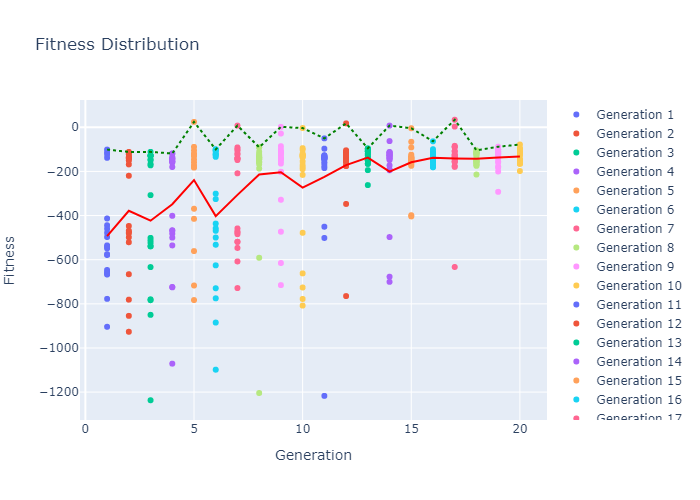 Fitness Distribution
Fitness
0
−200
−400
−600
−800
−1000
−1200
0
5
10
15
20
Generation
Generation 1
Generation 2
Generation 3
Generation 4
Generation 5
Generation 6
Generation 7
Generation 8
Generation 9
Generation 10
Generation 11
Generation 12
Generation 13
Generation 14
Generation 15
Generation 16
Generation 17